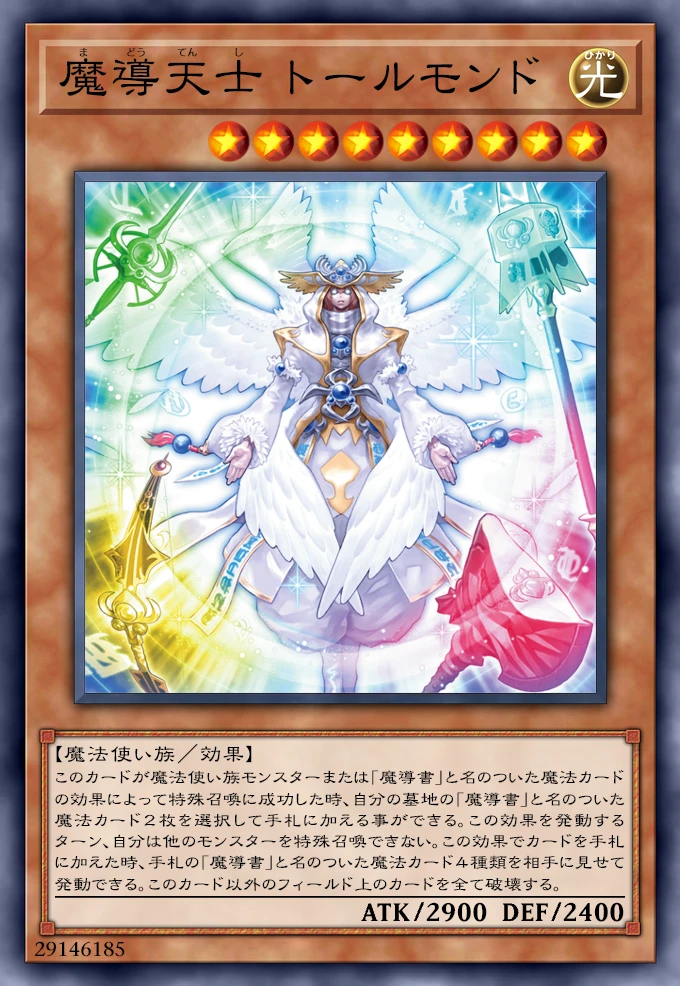 魔導天士 トールモンド
まどうてんし
光
ひかり
【魔法使い族／効果】
このカードが魔法使い族モンスターまたは「魔導書」と名のついた魔法カード
の効果によって特殊召喚に成功した時、自分の墓地の「魔導書」と名のついた
魔法カード２枚を選択して手札に加える事ができる。この効果を発動する
ターン、自分は他のモンスターを特殊召喚できない。この効果でカードを手札
に加えた時、手札の「魔導書」と名のついた魔法カード４種類を相手に見せて
発動できる。このカード以外のフィールド上のカードを全て破壊する。
ATK/2900 DEF/2400
29146185